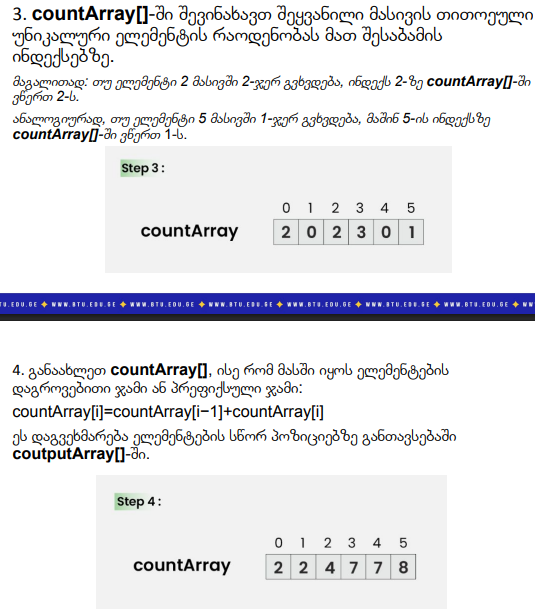 3. countArray[]-ში შევინახავთ შეყვანილი მასივის თითოეული
უნიკალური ელემენტის რაოდენობას მათ შესაბამის
ინდექსებზე.
მაგალითად: თუ ელემენტი 2 მასივში 2-ჯერ გვხვდება, ინდექს 2-ზე countArray[]-ში
ვწერთ 2-ს.
ანალოგიურად, თუ ელემენტი 5 მასივში 1-ჯერ გვხვდება, მაშინ 5-ის ინდექსზე
countArray[]-ში ვწერთ 1-ს.
Step 3 :
0 1 2 3 4 5
countArray 2 0 2 3 0 1
TU.EDU.GE ✦ WWW.BTU.EDU.GE ✦ WWW.BTU.EDU.GE ✦ WWW.BTU.EDU.GE ✦ WWW.BTU.EDU.GE ✦ WWW.BTU.EDU.GE ✦ WWW.BTU.EDU.GE ✦ WW
4. განაახლეთ countArray[], ისე რომ მასში იყოს ელემენტების
დაგროვებითი ჯამი ან პრეფიქსული ჯამი:
countArray[i]=countArray[i−1]+countArray[i]
ეს დაგვეხმარება ელემენტების სწორ პოზიციებზე განთავსებაში
coutputArray[]-ში.
Step 4 :
0 1 2 3 4 5
countArray 2 2 4 7 7 8